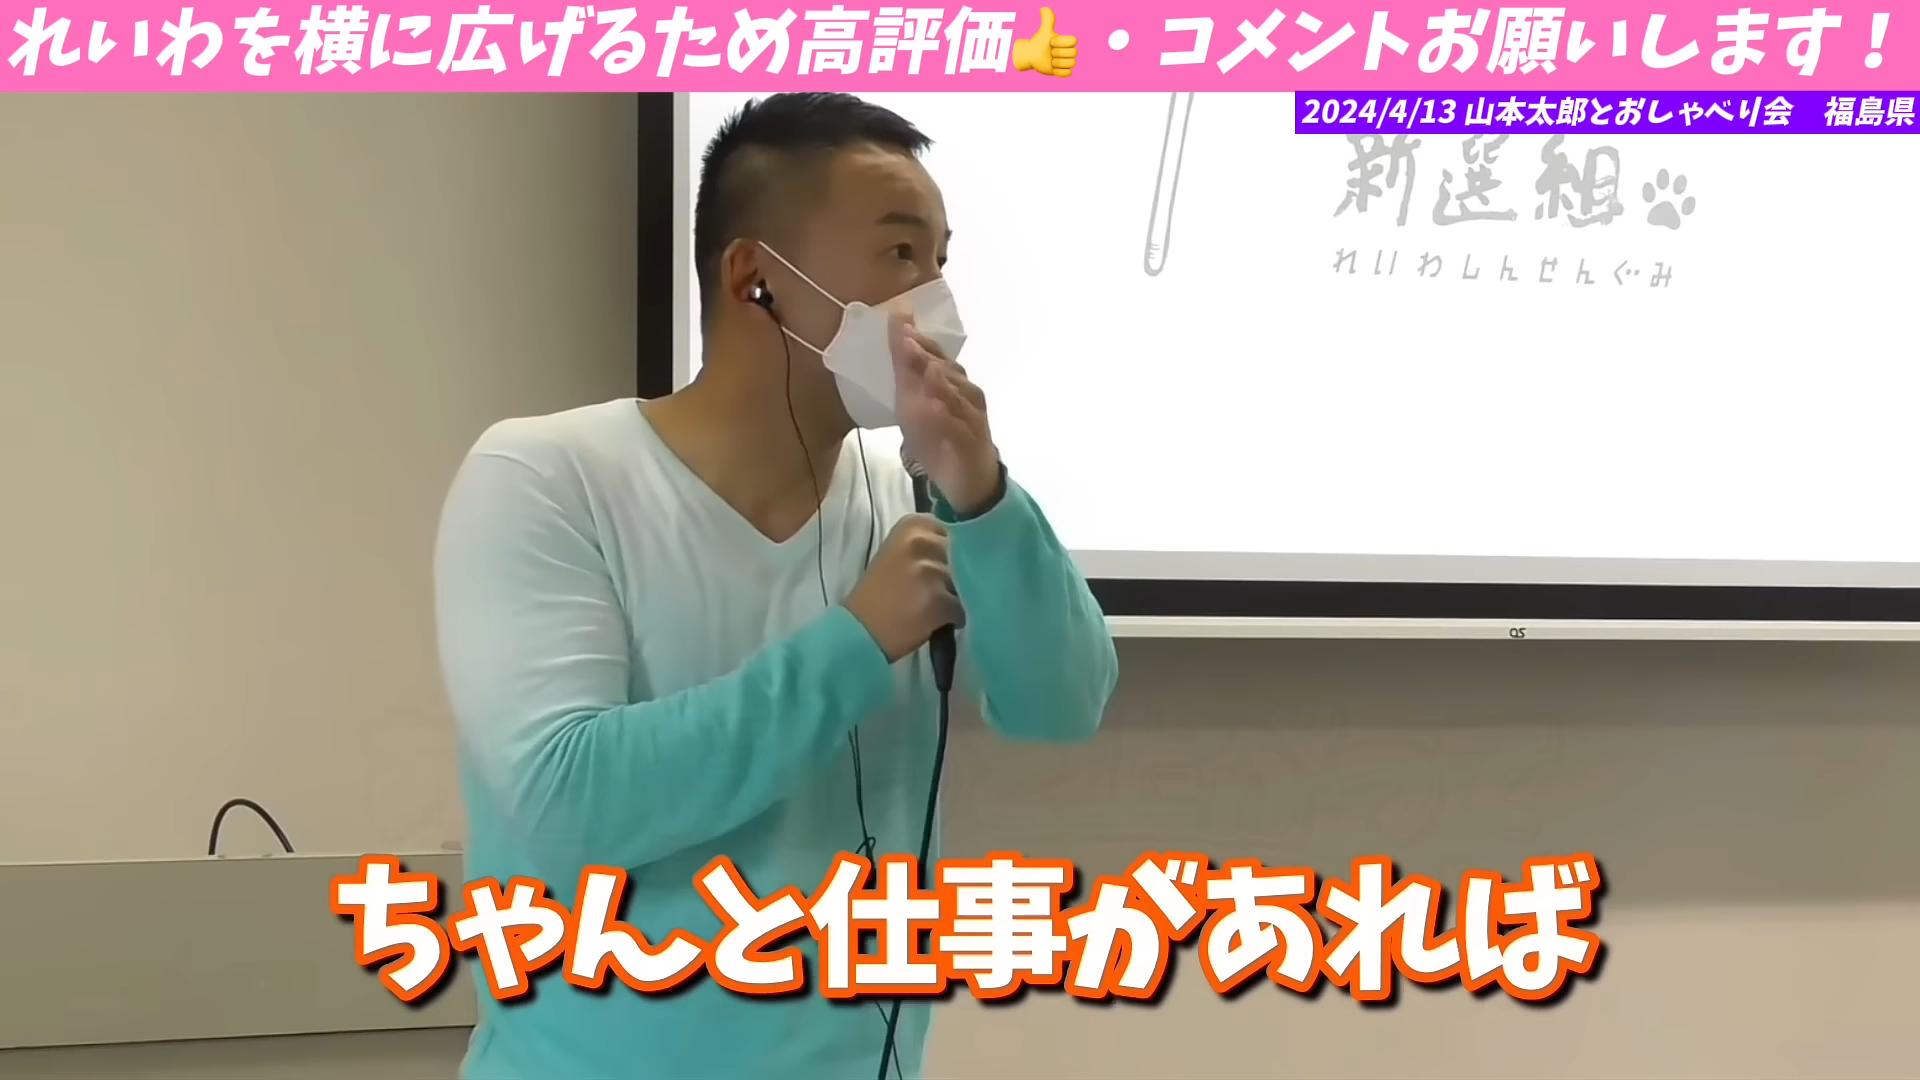 れいわを横に広げるため高評価👍・コメントお願いします！
2024/4/13 山本太郎とおしゃべり会　福島県
新選組
れいわしんせんぐみ
ちゃんと仕事があれば